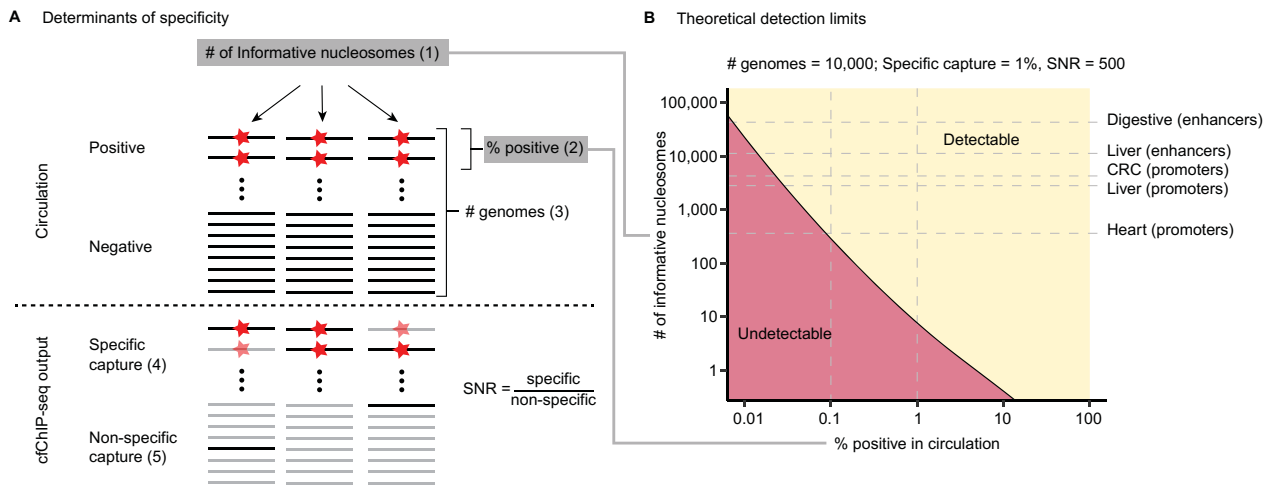 A Determinants of specificity
# of Informative nucleosomes (1)
Circulation
Positive
% positive (2)
# genomes (3)
Negative
cfChIP-seq output
Specific
capture (4)
SNR = specific
non-specific
Non-specific
capture (5)
B Theoretical detection limits
# genomes = 10,000; Specific capture = 1%, SNR = 500
# of informative nucleosomes
100,000
10,000
1,000
100
10
1
Detectable
Undetectable
Digestive (enhancers)
Liver (enhancers)
CRC (promoters)
Liver (promoters)
Heart (promoters)
0.01 0.1 1 10 100
% positive in circulation